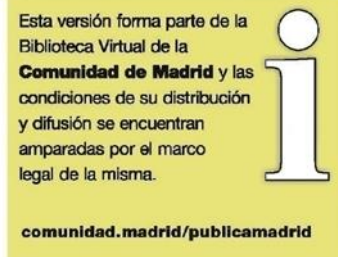 Esta versión forma parte de la
Biblioteca Virtual de la
Comunidad de Madrid y las
condiciones de su distribución
y difusión se encuentran
amparadas por el marco
legal de la misma.
comunidad.madrid/publicamadrid